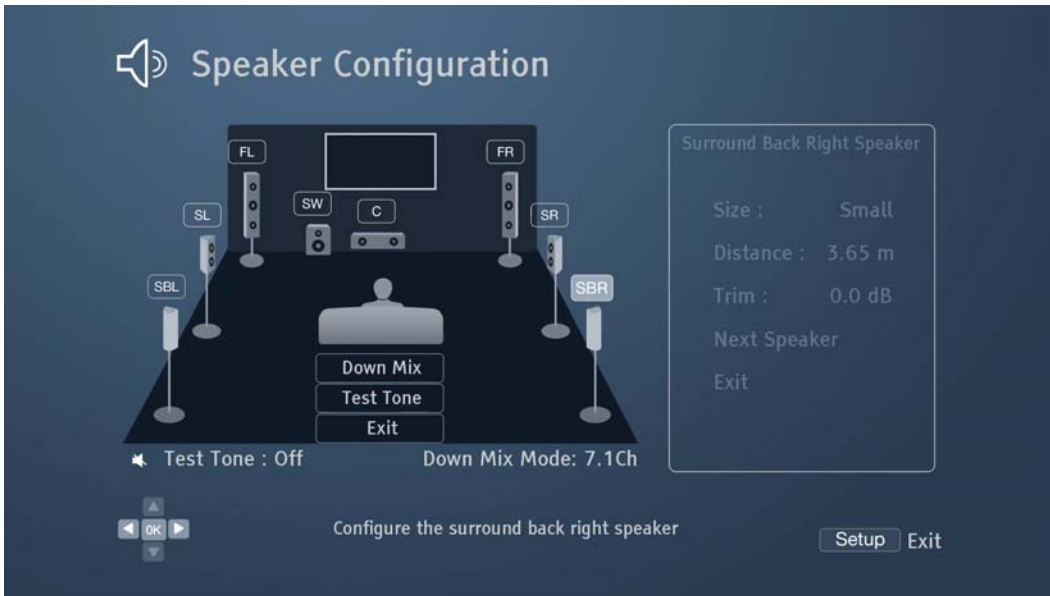 Speaker Configuration
FL
FR
SW
C
SL
SR
SBL
SBR
Down Mix
Test Tone
Exit
Test Tone : Off
Down Mix Mode: 7.1Ch
Surround Back Right Speaker
Size : Small
Distance : 3.65 m
Trim : 0.0 dB
Next Speaker
Exit
OK
Configure the surround back right speaker
Setup Exit